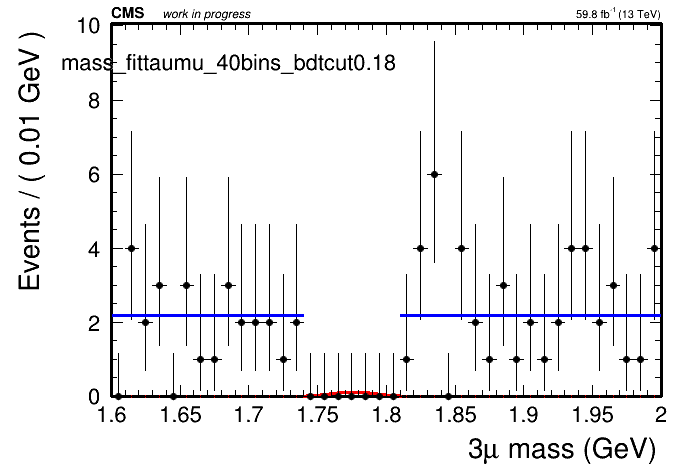 CMS work in progress 59.8 fb⁻¹ (13 TeV)
mass_fittaumu_40bins_bdtcut0.18
Events / ( 0.01 GeV )
10
8
6
4
2
0
1.6 1.65 1.7 1.75 1.8 1.85 1.9 1.95 2
3μ mass (GeV)